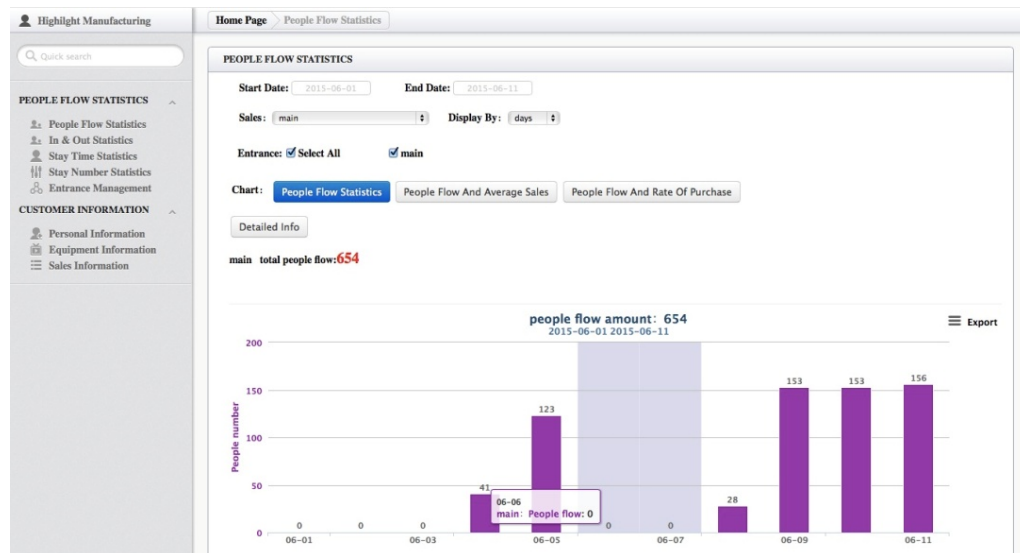 Highilght Manufacturing
Home Page People Flow Statistics
Quick search
PEOPLE FLOW STATISTICS
People Flow Statistics
In & Out Statistics
Stay Time Statistics
Stay Number Statistics
Entrance Management
CUSTOMER INFORMATION
Personal Information
Equipment Information
Sales Information
PEOPLE FLOW STATISTICS
Start Date: 2015-06-01 End Date: 2015-06-11
Sales: main Display By: days
Entrance: Select All main
Chart: People Flow Statistics People Flow And Average Sales People Flow And Rate Of Purchase
Detailed Info
main total people flow:654
people flow amount: 654
2015-06-01 2015-06-11
Export
People number
200
150
100
50
0
0 0 0 41 123 0 0 28 153 153 156
06-06
main: People flow: 0
06-01 06-03 06-05 06-07 06-09 06-11